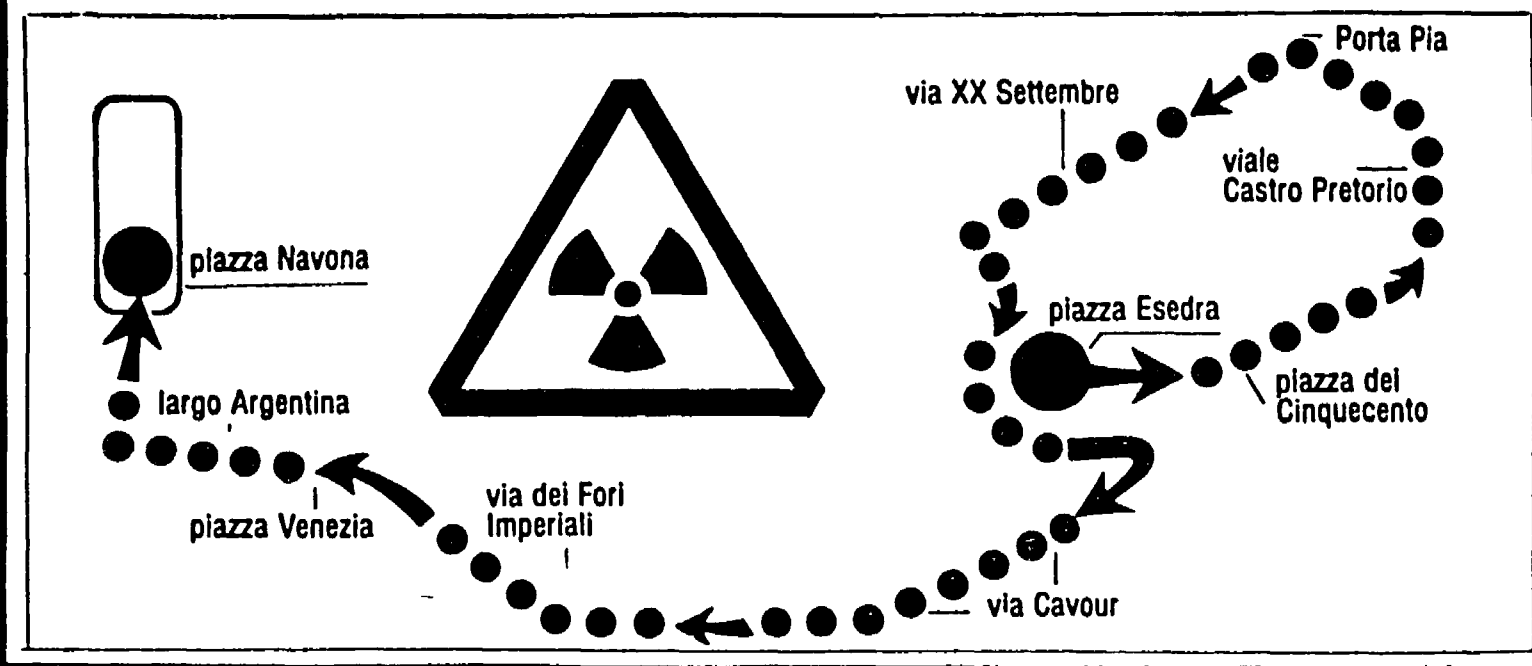 Porta Pia
via XX Settembre
viale
Castro Pretorio
piazza Navona
piazza Esedra
piazza dei
Cinquecento
largo Argentina
via dei Fori
Imperiali
piazza Venezia
via Cavour